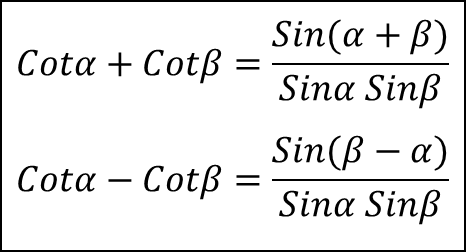 Cotα + Cotβ = Sin(α + β) / Sinα Sinβ
Cotα − Cotβ = Sin(β − α) / Sinα Sinβ